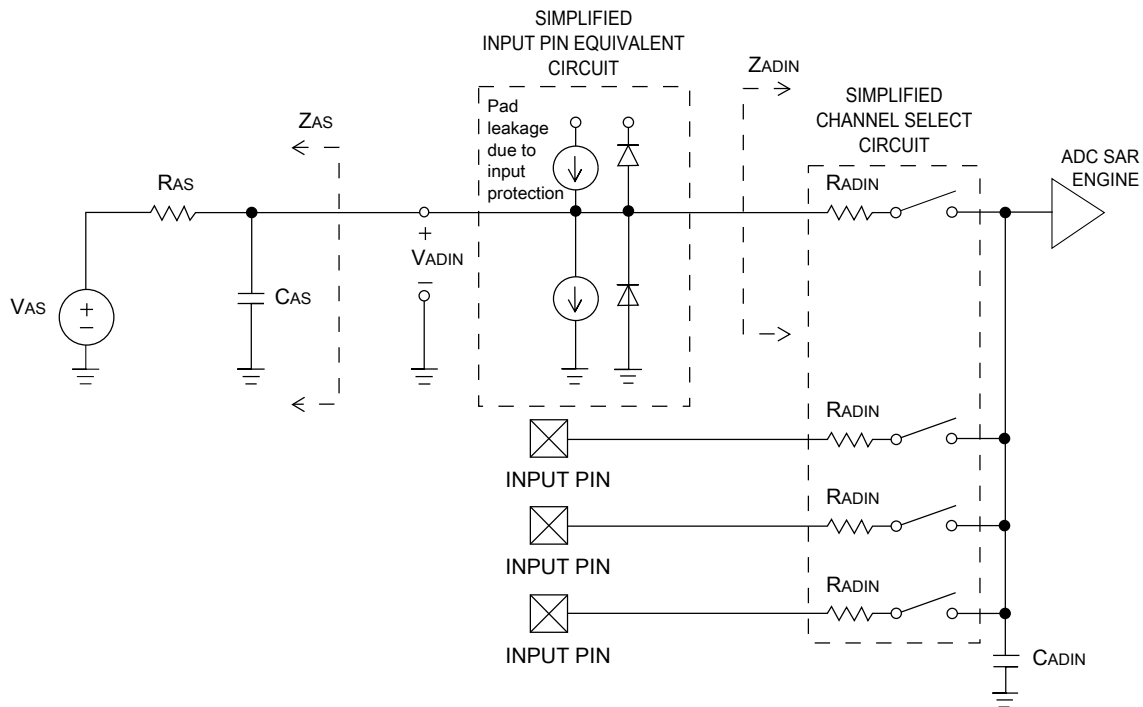 SIMPLIFIED
INPUT PIN EQUIVALENT
CIRCUIT
ZADIN
Pad
leakage
due to
input
protection
SIMPLIFIED
CHANNEL SELECT
CIRCUIT
ZAS
ADC SAR
ENGINE
RAS
RADIN
+
VADIN
−
VAS
+
−
CAS
RADIN
INPUT PIN
RADIN
INPUT PIN
RADIN
INPUT PIN
CADIN